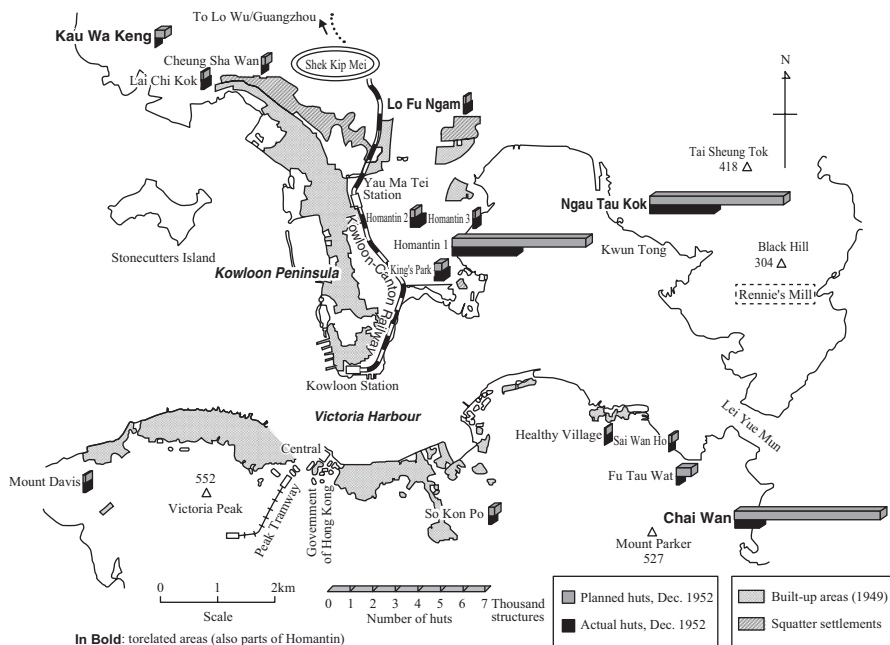 To Lo Wu/Guangzhou
Kau Wa Keng
Cheung Sha Wan
Shek Kip Mei
Lai Chi Kok
Lo Fu Ngam
N
Tai Sheung Tok
418
Yau Ma Tei
Station
Ngau Tau Kok
Homantin 2
Homantin 3
Stonecutters Island
Homantin 1
Kwun Tong
Black Hill
304
Kowloon Peninsula
King's Park
Kowloon-Canton Railway
Rennie's Mill
Kowloon Station
Victoria Harbour
Lei Yue Mun
Healthy Village
Sai Wan Ho
Central
Mount Davis
552
Victoria Peak
Peak Tramway
Government
of Hong Kong
So Kon Po
Fu Tau Wat
Chai Wan
Mount Parker
527
0 1 2km
Scale
0 1 2 3 4 5 6 7 Thousand
structures
Number of huts
Planned huts, Dec. 1952
Actual huts, Dec. 1952
Built-up areas (1949)
Squatter settlements
In Bold: torelated areas (also parts of Homantin)